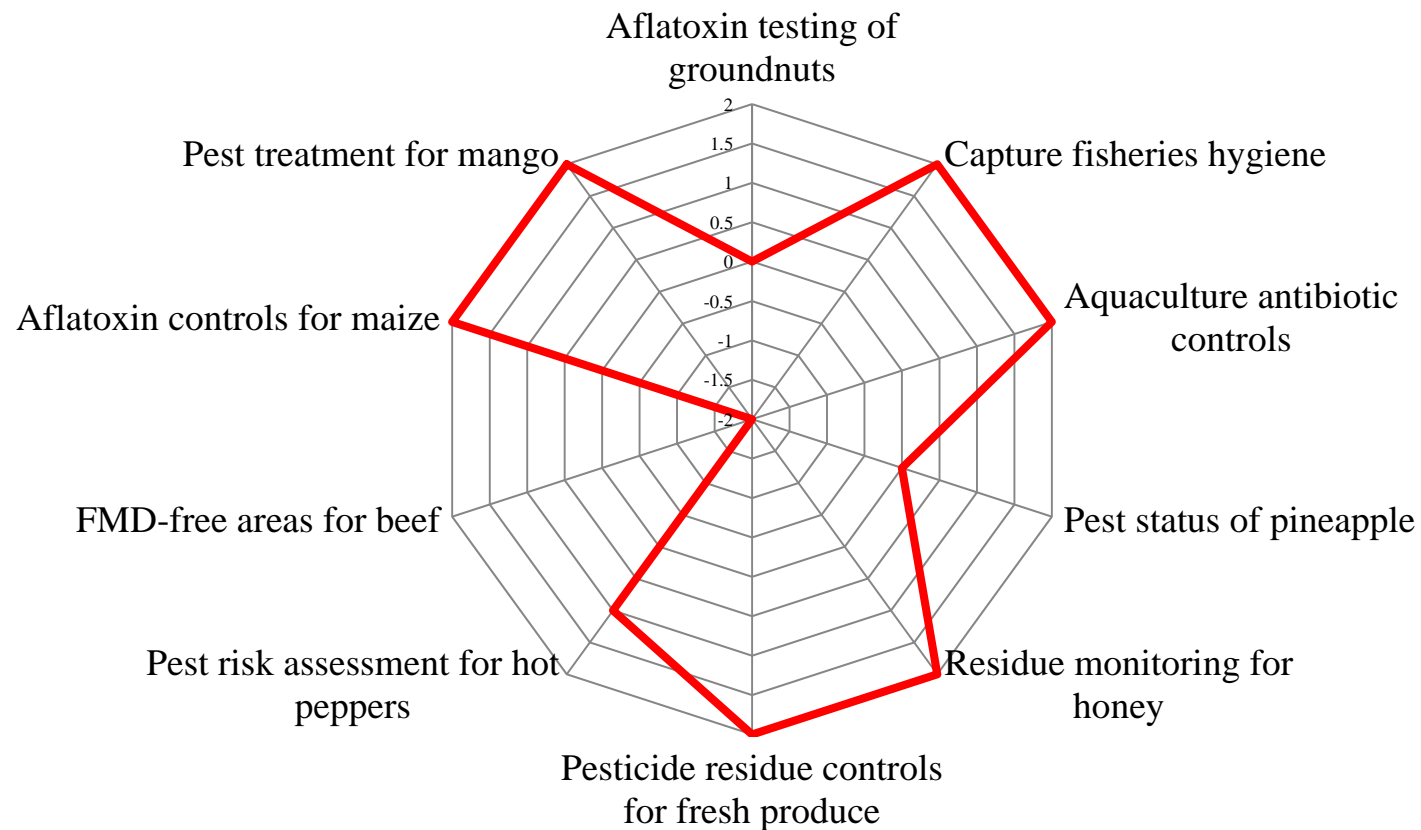 Aflatoxin testing of
groundnuts
2
1.5
1
0.5
0
-0.5
-1
-1.5
-2
Capture fisheries hygiene
Aquaculture antibiotic
controls
Pest status of pineapple
Residue monitoring for
honey
Pesticide residue controls
for fresh produce
Pest risk assessment for hot
peppers
FMD-free areas for beef
Aflatoxin controls for maize
Pest treatment for mango